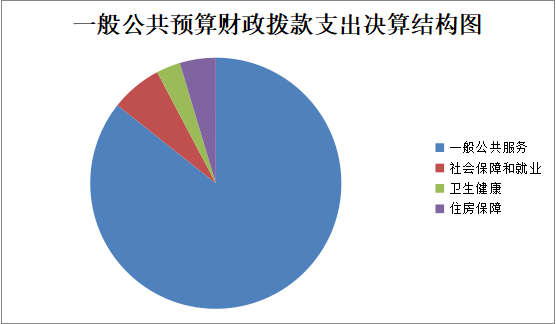 一般公共预算财政拨款支出决算结构图
一般公共服务
社会保障和就业
卫生健康
住房保障